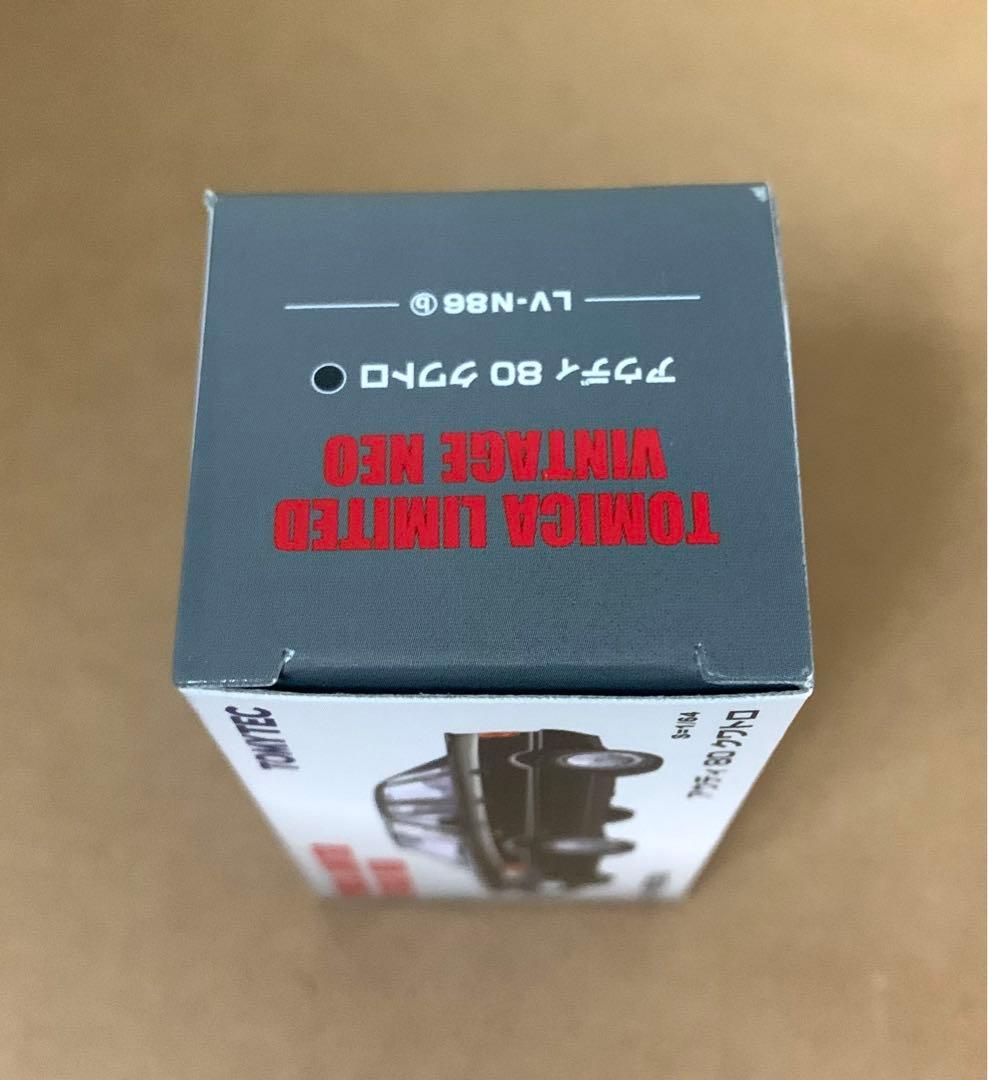 TOMICA LIMITED
VINTAGE NEO
アウディ 80 クワトロ
LV-N86 ⓑ
TOMYTEC
S=1/64
アウディ 80 クワトロ